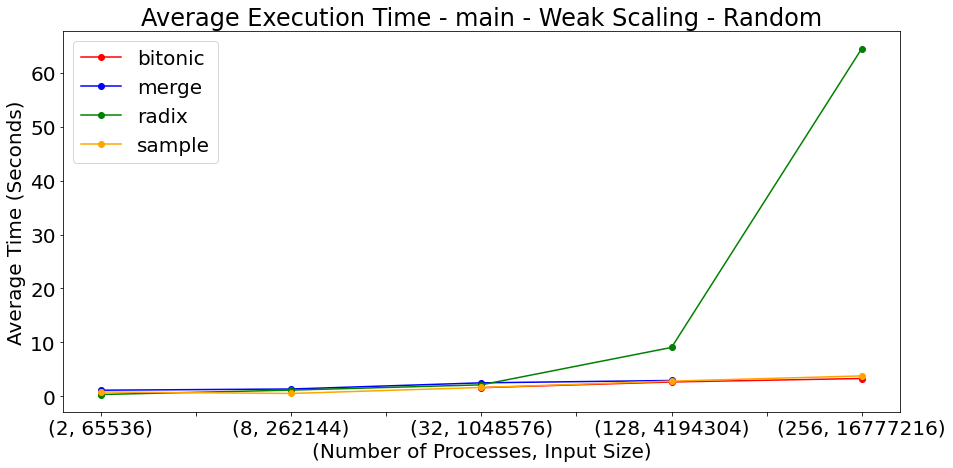 Average Execution Time - main - Weak Scaling - Random
Average Time (Seconds)
60
50
40
30
20
10
0
bitonic
merge
radix
sample
(2, 65536) (8, 262144) (32, 1048576) (128, 4194304) (256, 16777216)
(Number of Processes, Input Size)